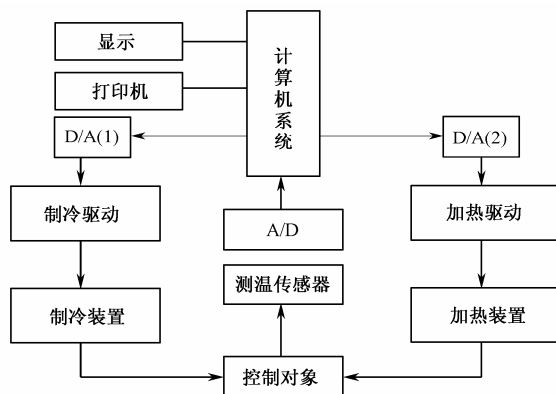 显示
计算机系统
打印机
D/A(1)
D/A(2)
制冷驱动
A/D
加热驱动
测温传感器
制冷装置
加热装置
控制对象